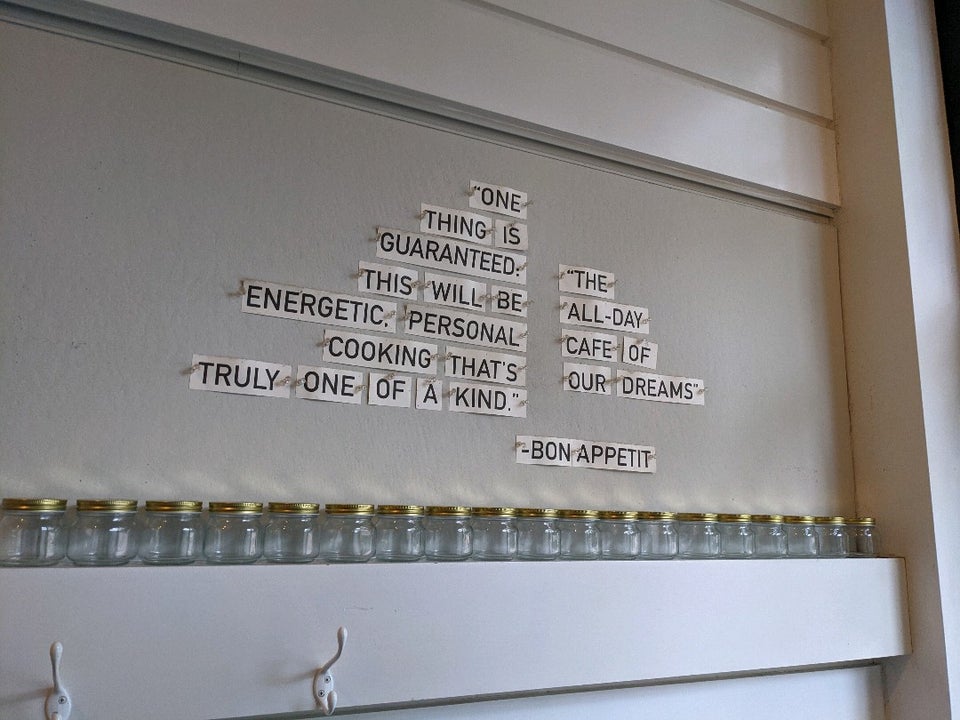 "ONE
THING IS
GUARANTEED:
THIS WILL BE
ENERGETIC, PERSONAL
COOKING THAT'S
TRULY ONE OF A KIND."
"THE
ALL-DAY
CAFE OF
OUR DREAMS"
-BON APPETIT